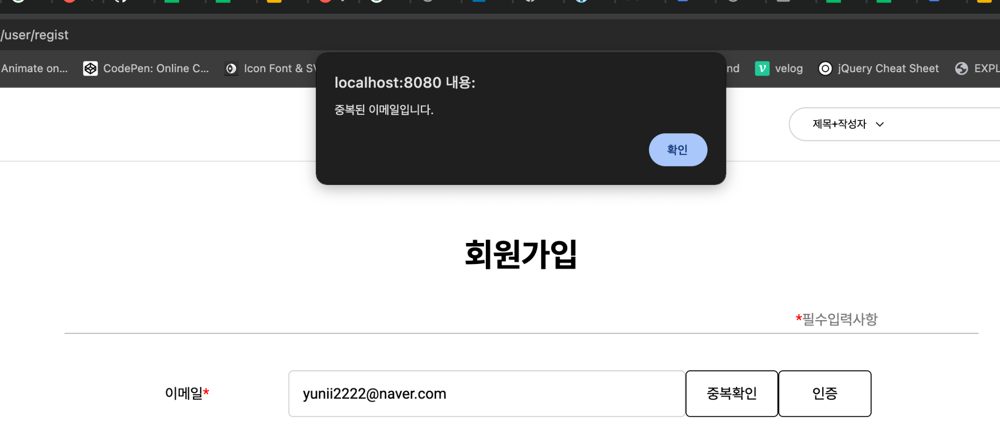 /user/regist
Animate on... CodePen: Online C... Icon Font & SV nd velog jQuery Cheat Sheet EXPL
localhost:8080 내용:
중복된 이메일입니다.
확인
제목+작성자
회원가입
*필수입력사항
이메일* yunii2222@naver.com 중복확인 인증